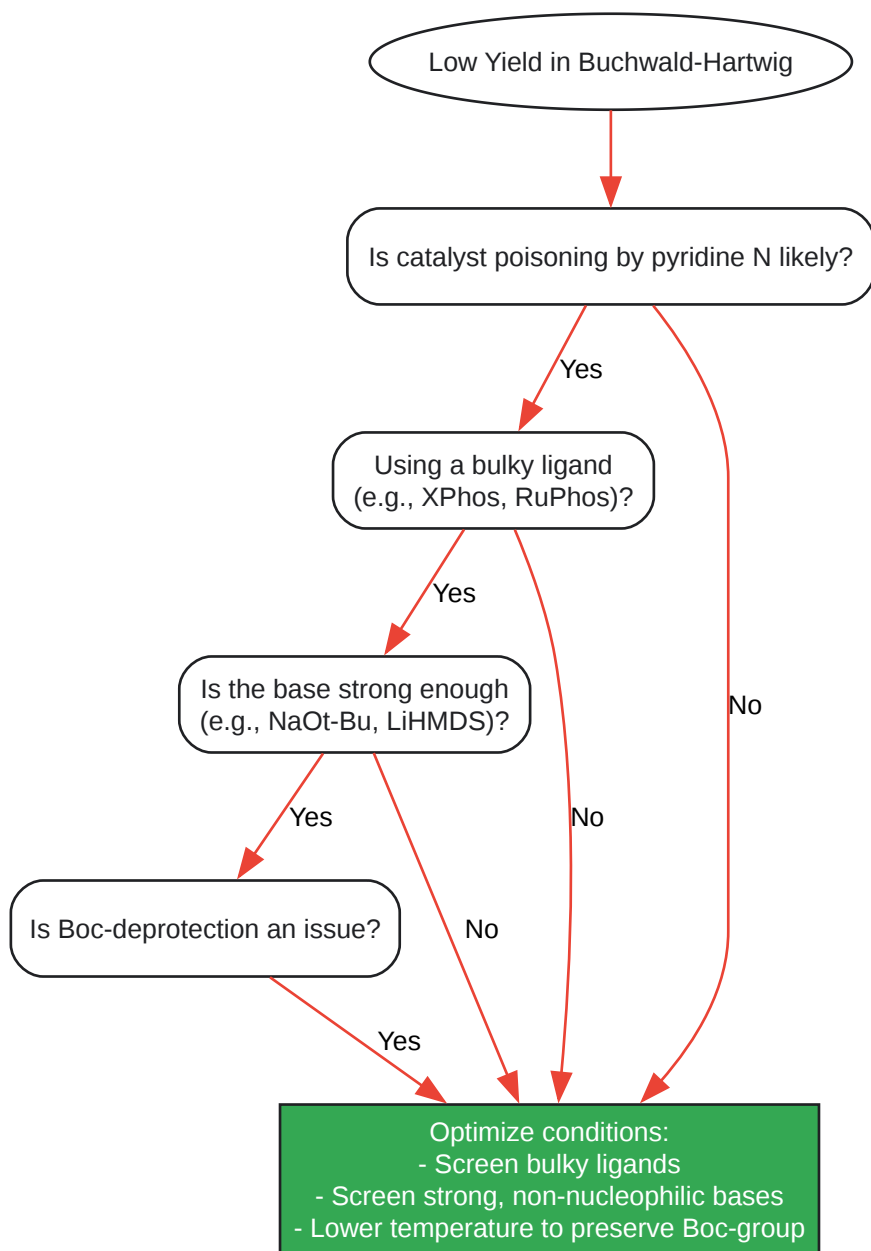 Low Yield in Buchwald-Hartwig
Is catalyst poisoning by pyridine N likely?
Yes
Using a bulky ligand
(e.g., XPhos, RuPhos)?
Yes
Is the base strong enough
(e.g., NaOt-Bu, LiHMDS)?
No
Yes
No
Is Boc-deprotection an issue?
No
Yes
Optimize conditions:
- Screen bulky ligands
- Screen strong, non-nucleophilic bases
- Lower temperature to preserve Boc-group